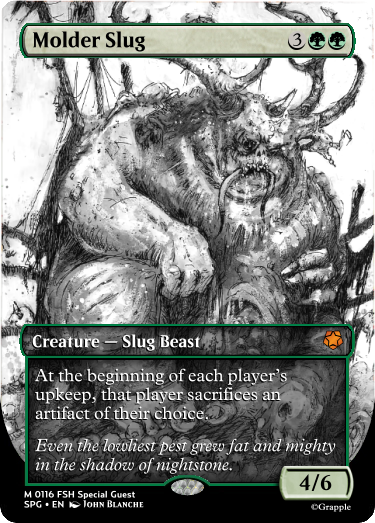 Molder Slug 3
Creature — Slug Beast
At the beginning of each player's
upkeep, that player sacrifices an
artifact of their choice.
Even the lowliest pest grew fat and mighty
in the shadow of nightstone.
4/6
M 0116 FSH Special Guest
SPG • EN John Blanche
©Grapple